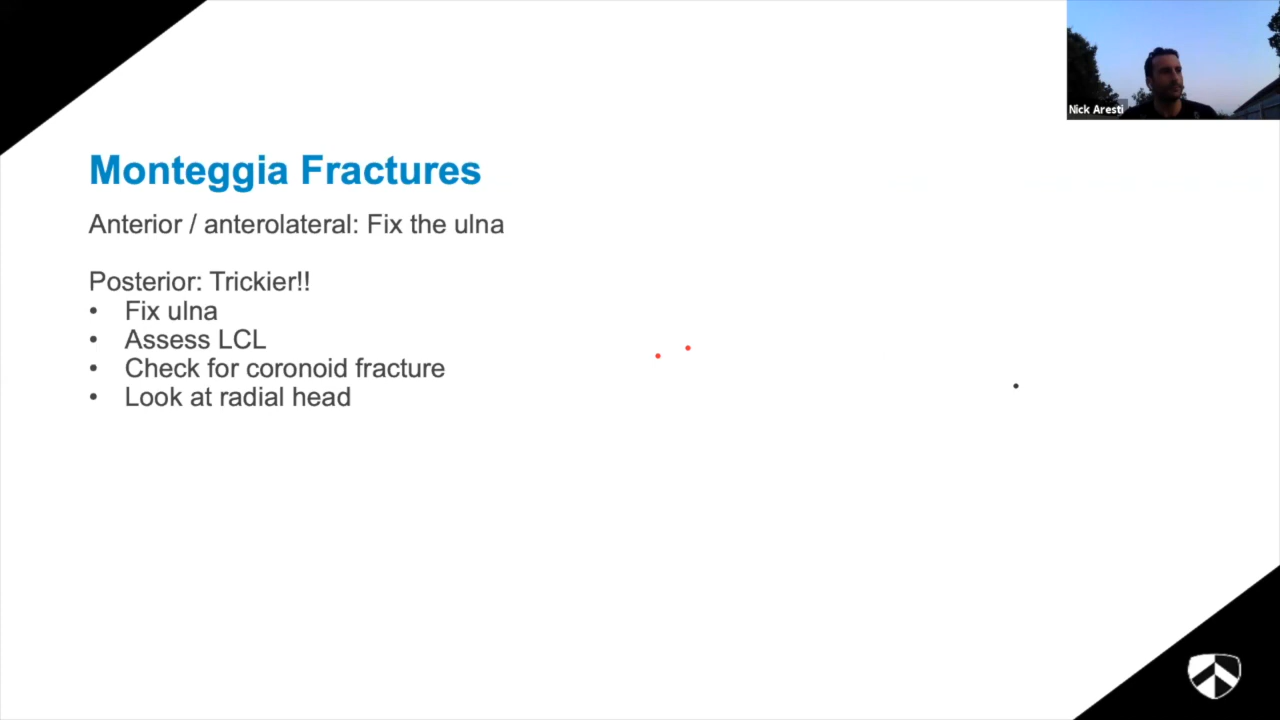 Nick Aresti
Monteggia Fractures
Anterior / anterolateral: Fix the ulna
Posterior: Trickier!!
• Fix ulna
• Assess LCL
• Check for coronoid fracture
• Look at radial head